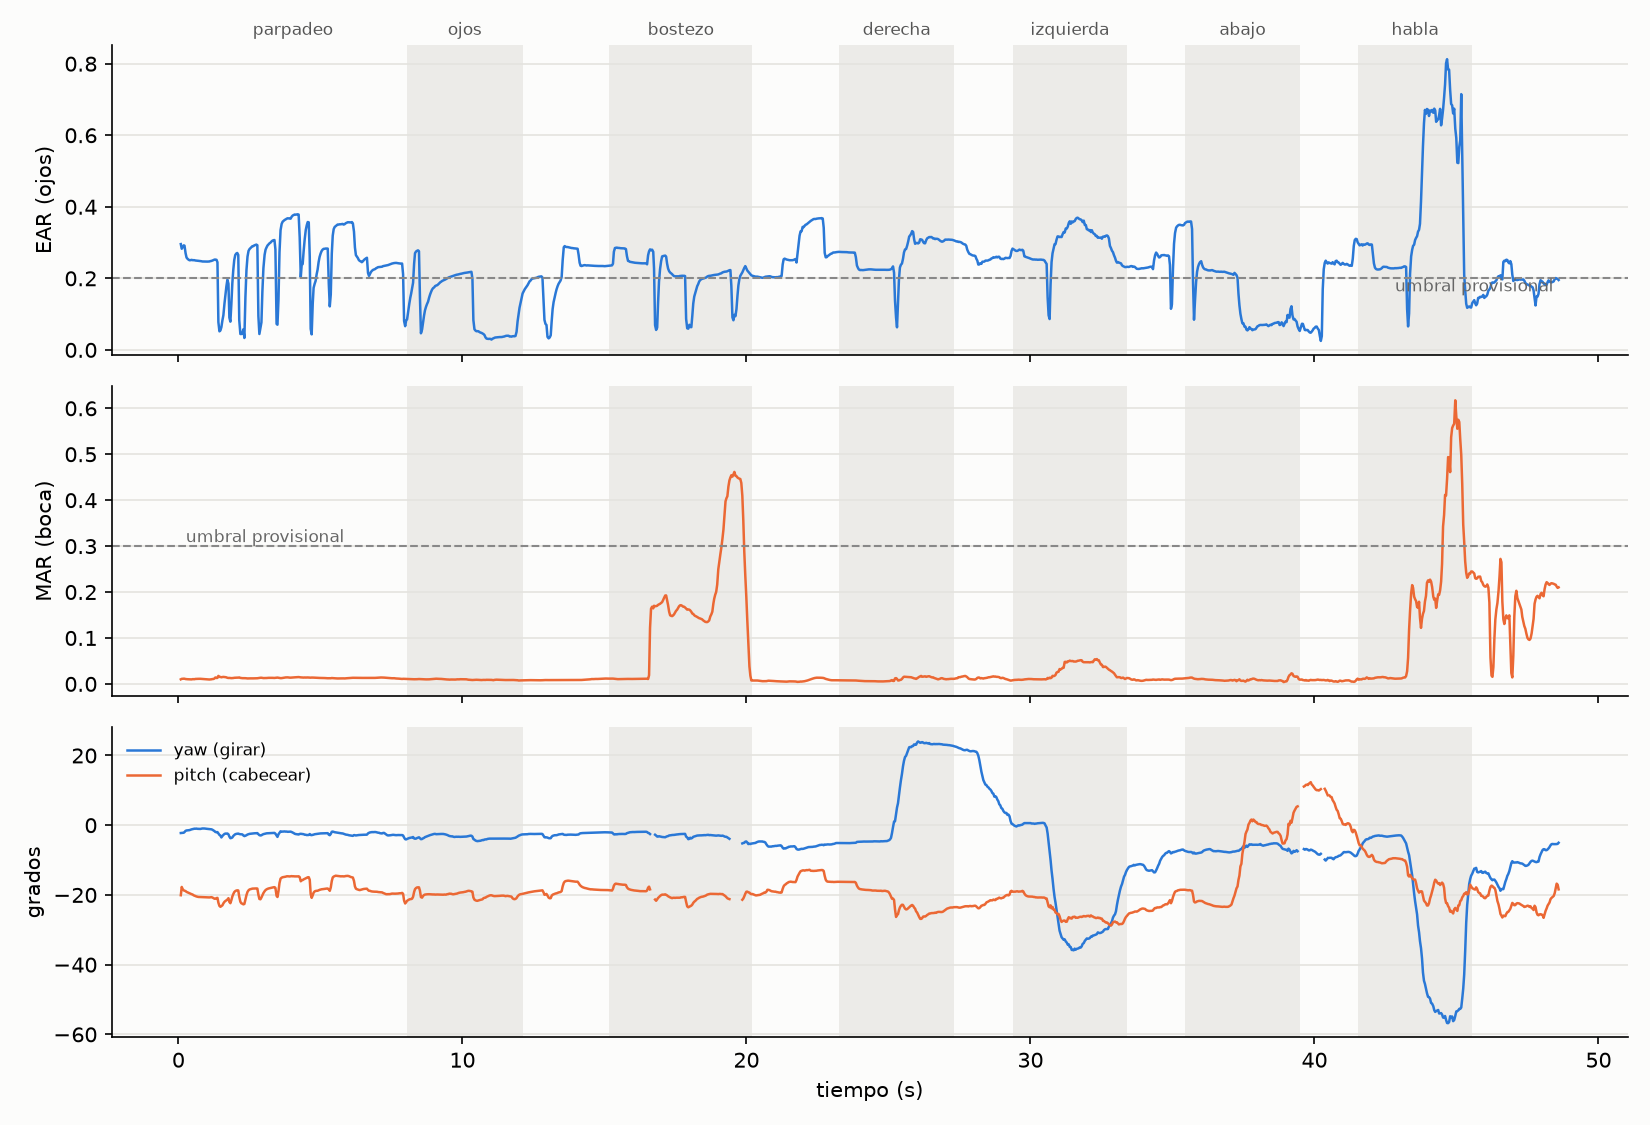 parpadeo ojos bostezo derecha izquierda abajo habla
EAR (ojos)
0.8
0.6
0.4
0.2
0.0
umbral provisional
MAR (boca)
0.6
0.5
0.4
0.3
0.2
0.1
0.0
umbral provisional
grados
20
0
−20
−40
−60
yaw (girar)
pitch (cabecear)
0 10 20 30 40 50
tiempo (s)